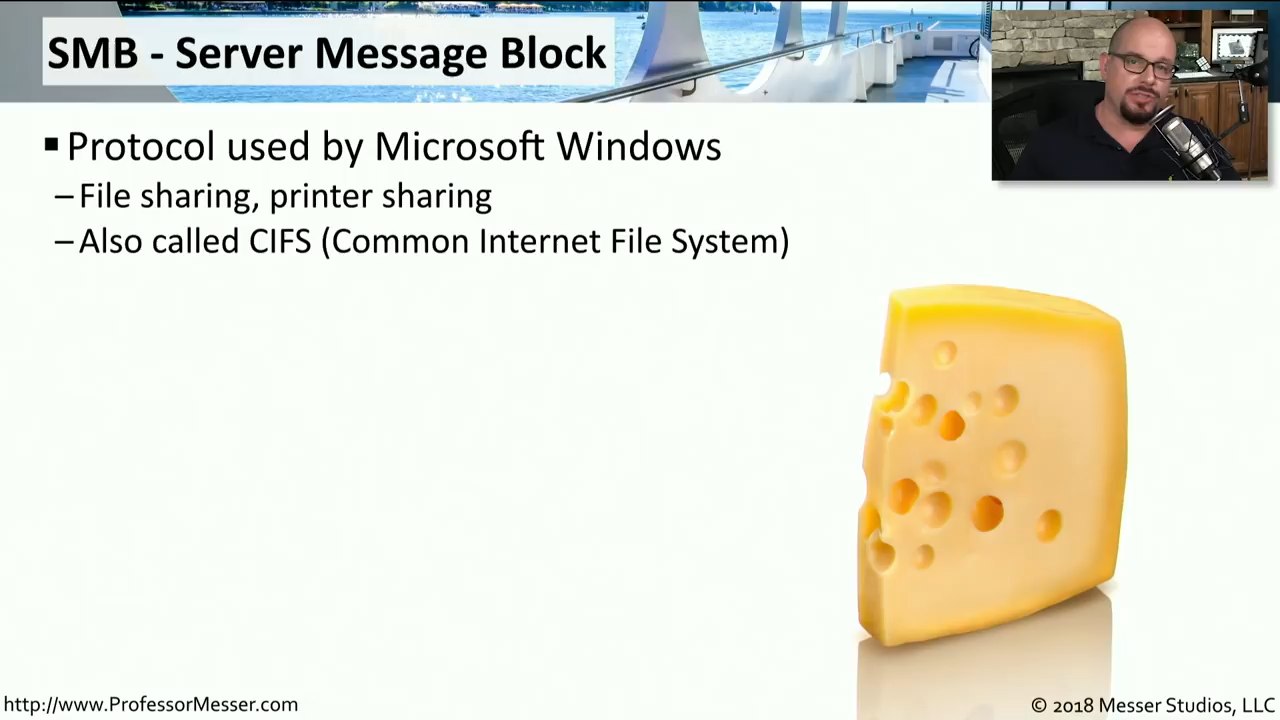 SMB - Server Message Block
▪ Protocol used by Microsoft Windows
– File sharing, printer sharing
– Also called CIFS (Common Internet File System)
http://www.ProfessorMesser.com
© 2018 Messer Studios, LLC